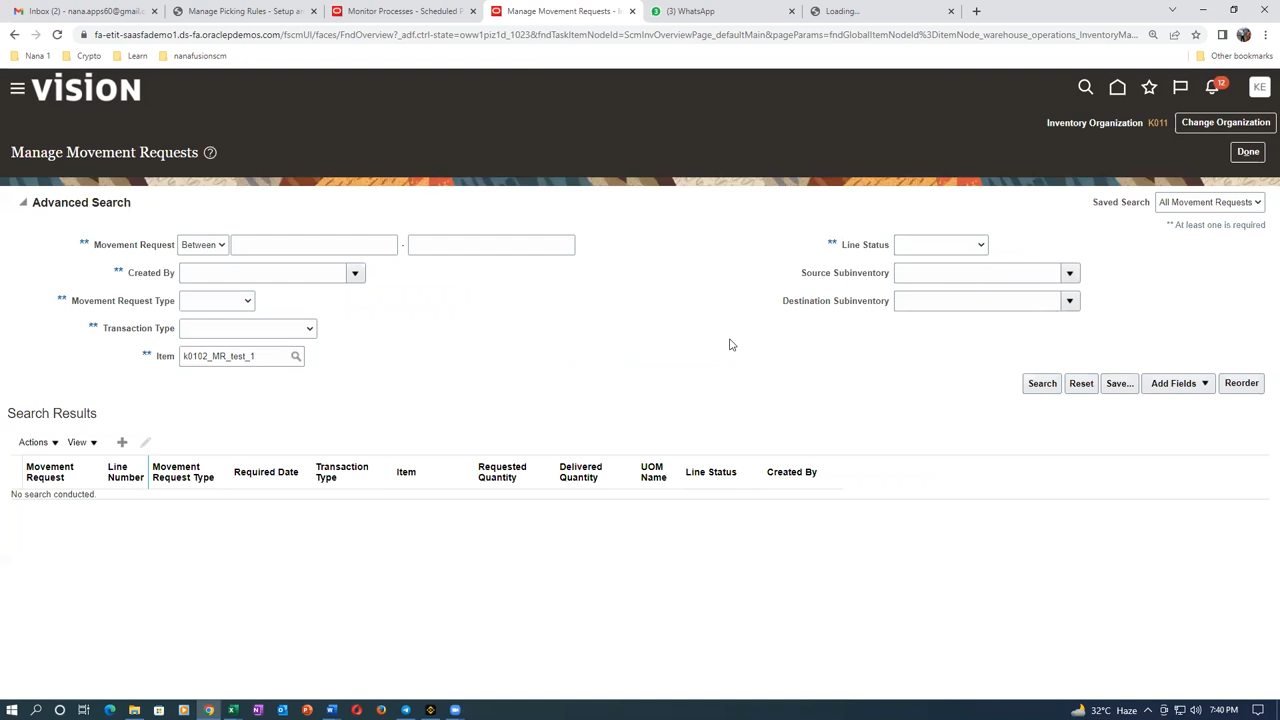 Inbox (2) - nana.apps60@gmail.c
Manage Picking Rules - Setup an
Monitor Processes - Scheduled P
Manage Movement Requests - In
(3) WhatsApp
Loading...
fa-etit-saasfademo1.ds-fa.oraclepdemos.com/fscmUI/faces/FndOverview?_adf.ctrl-state=oww1piz1d_1023&fndTaskItemNodeId=ScmInvOverviewPage_defaultMain&pageParams=fndGlobalItemNodeId%3DitemNode_warehouse_operations_InventoryMa...
Nana 1
Crypto
Learn
nanafusionscm
Other bookmarks
VISION
12
KE
Inventory Organization K011 Change Organization
Manage Movement Requests
Done
Advanced Search
Saved Search All Movement Requests
** At least one is required
** Movement Request Between -
** Line Status
** Created By
Source Subinventory
** Movement Request Type
Destination Subinventory
** Transaction Type
** Item k0102_MR_test_1
Search Reset Save... Add Fields Reorder
Search Results
Actions View
Movement Request
Line Number
Movement Request Type
Required Date
Transaction Type
Item
Requested Quantity
Delivered Quantity
UOM Name
Line Status
Created By
No search conducted.
32°C Haze
7:40 PM